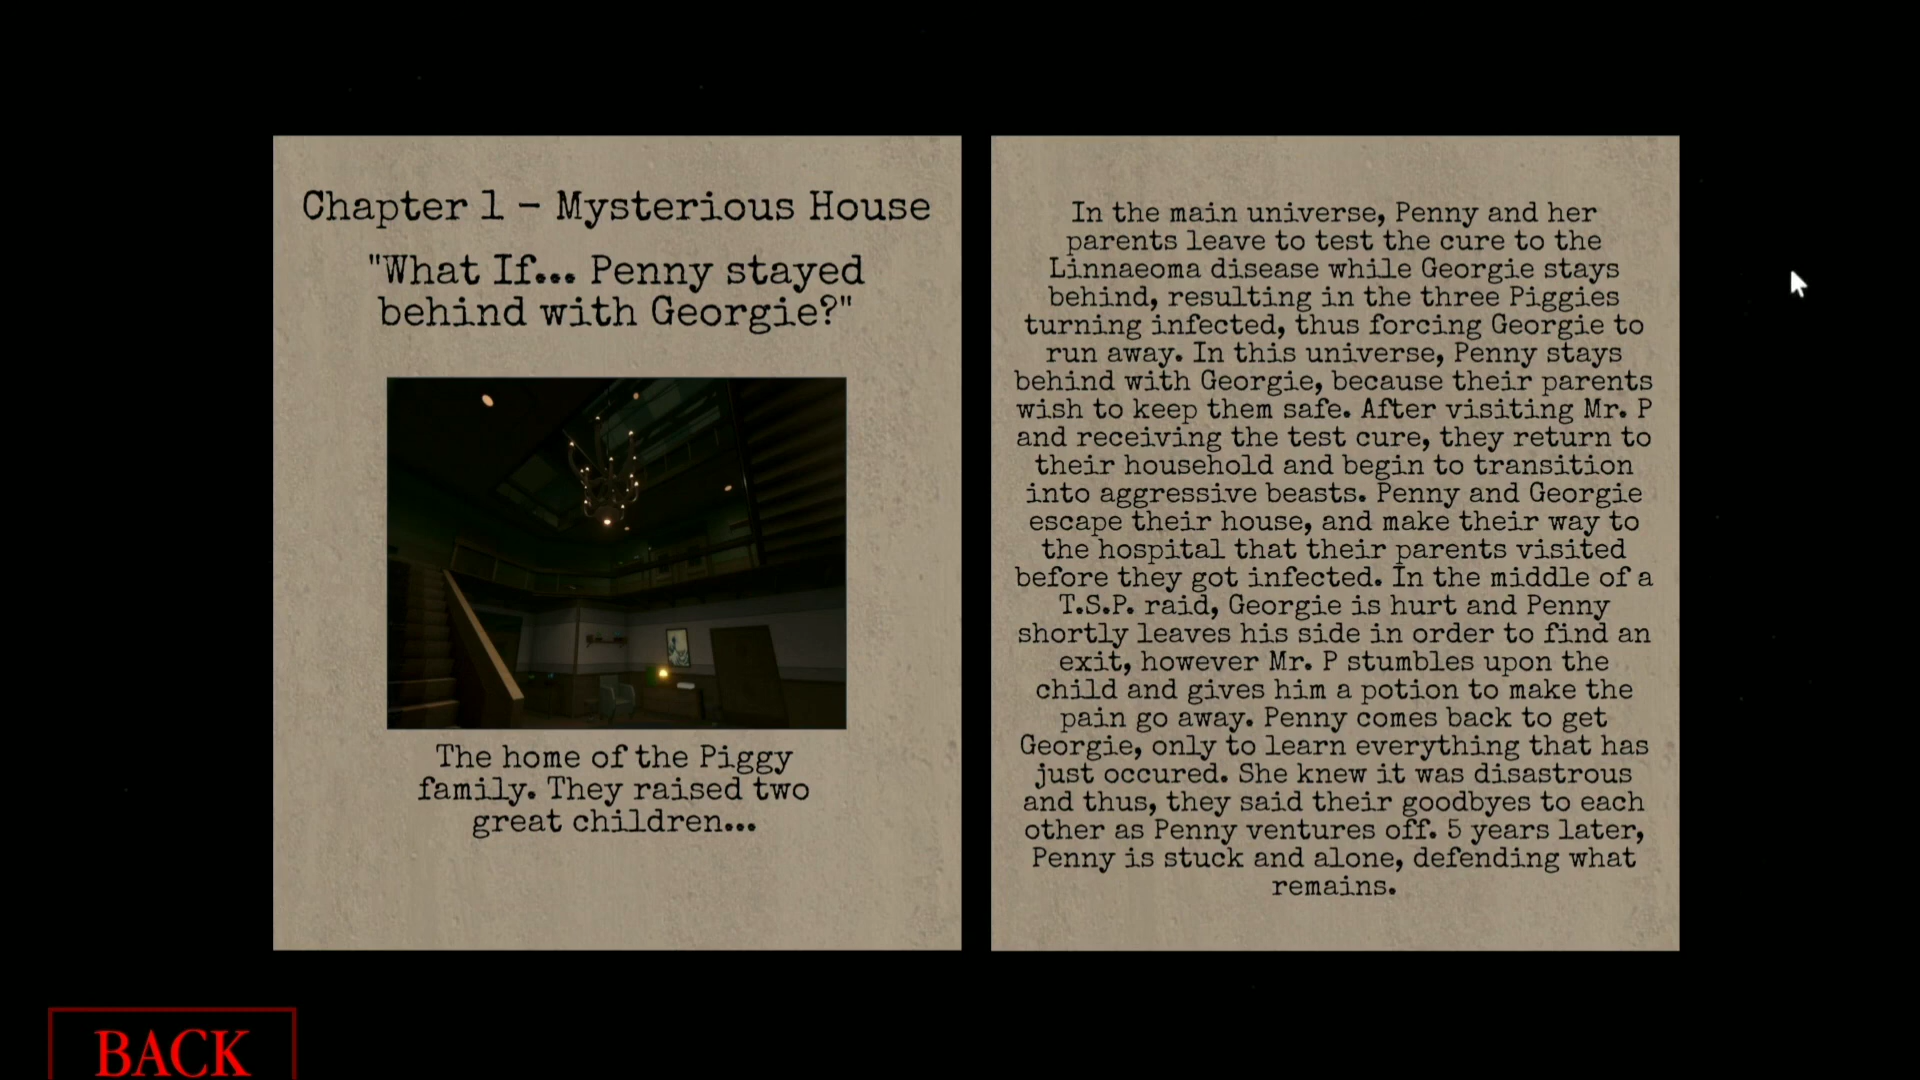 Chapter 1 - Mysterious House
"What If... Penny stayed
behind with Georgie?"
The home of the Piggy
family. They raised two
great children...
In the main universe, Penny and her
parents leave to test the cure to the
Linnaeoma disease while Georgie stays
behind, resulting in the three Piggies
turning infected, thus forcing Georgie to
run away. In this universe, Penny stays
behind with Georgie, because their parents
wish to keep them safe. After visiting Mr. P
and receiving the test cure, they return to
their household and begin to transition
into aggressive beasts. Penny and Georgie
escape their house, and make their way to
the hospital that their parents visited
before they got infected. In the middle of a
T.S.P. raid, Georgie is hurt and Penny
shortly leaves his side in order to find an
exit, however Mr. P stumbles upon the
child and gives him a potion to make the
pain go away. Penny comes back to get
Georgie, only to learn everything that has
just occured. She knew it was disastrous
and thus, they said their goodbyes to each
other as Penny ventures off. 5 years later,
Penny is stuck and alone, defending what
remains.
BACK